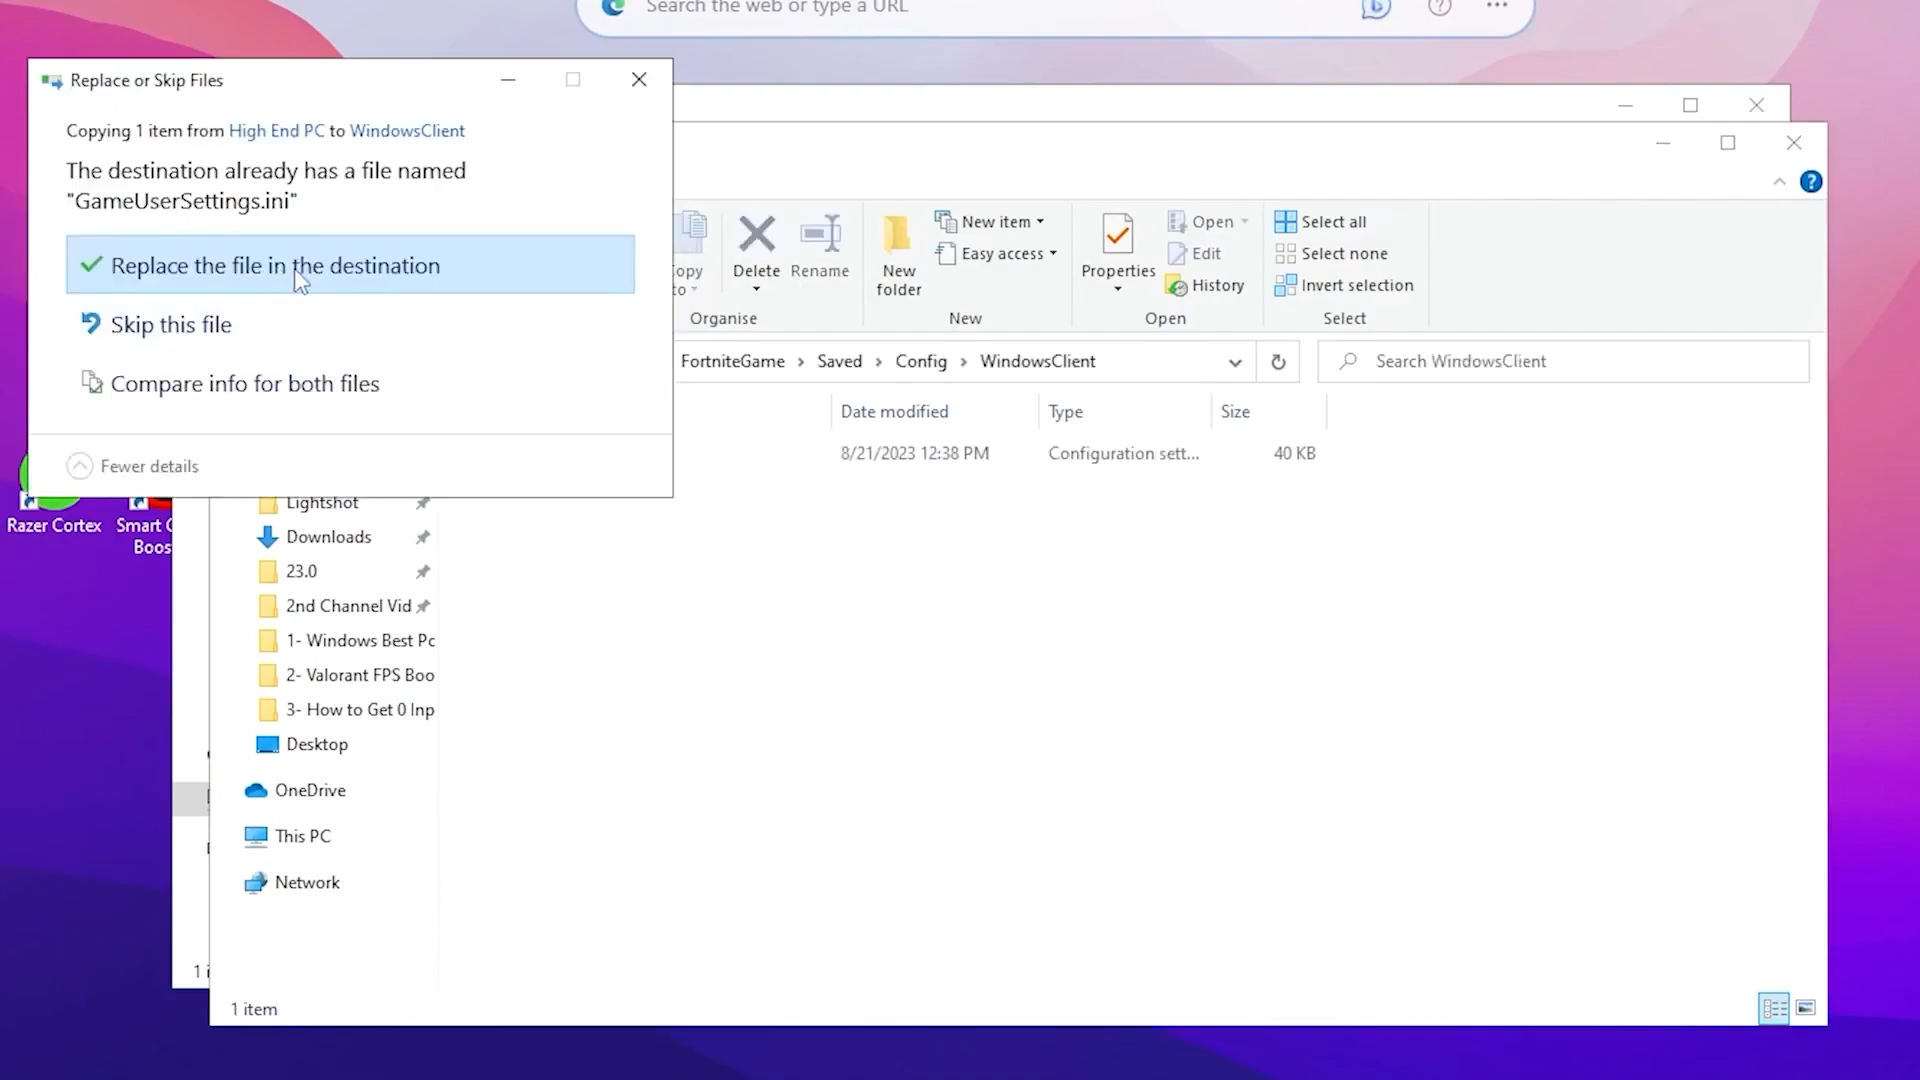 Search the web or type a URL
Replace or Skip Files
Copying 1 item from High End PC to WindowsClient
The destination already has a file named
"GameUserSettings.ini"
Replace the file in the destination
Skip this file
Compare info for both files
Fewer details
Delete
Rename
New
folder
New item
Easy access
Properties
Open
Edit
History
Select all
Select none
Invert selection
Organise
New
Open
Select
FortniteGame > Saved > Config > WindowsClient
Search WindowsClient
Date modified
Type
Size
8/21/2023 12:38 PM
Configuration sett...
40 KB
Razer Cortex
Smart
Boos
Lightshot
Downloads
23.0
2nd Channel Vid
1- Windows Best Pc
2- Valorant FPS Boo
3- How to Get 0 Inp
Desktop
OneDrive
This PC
Network
1 item